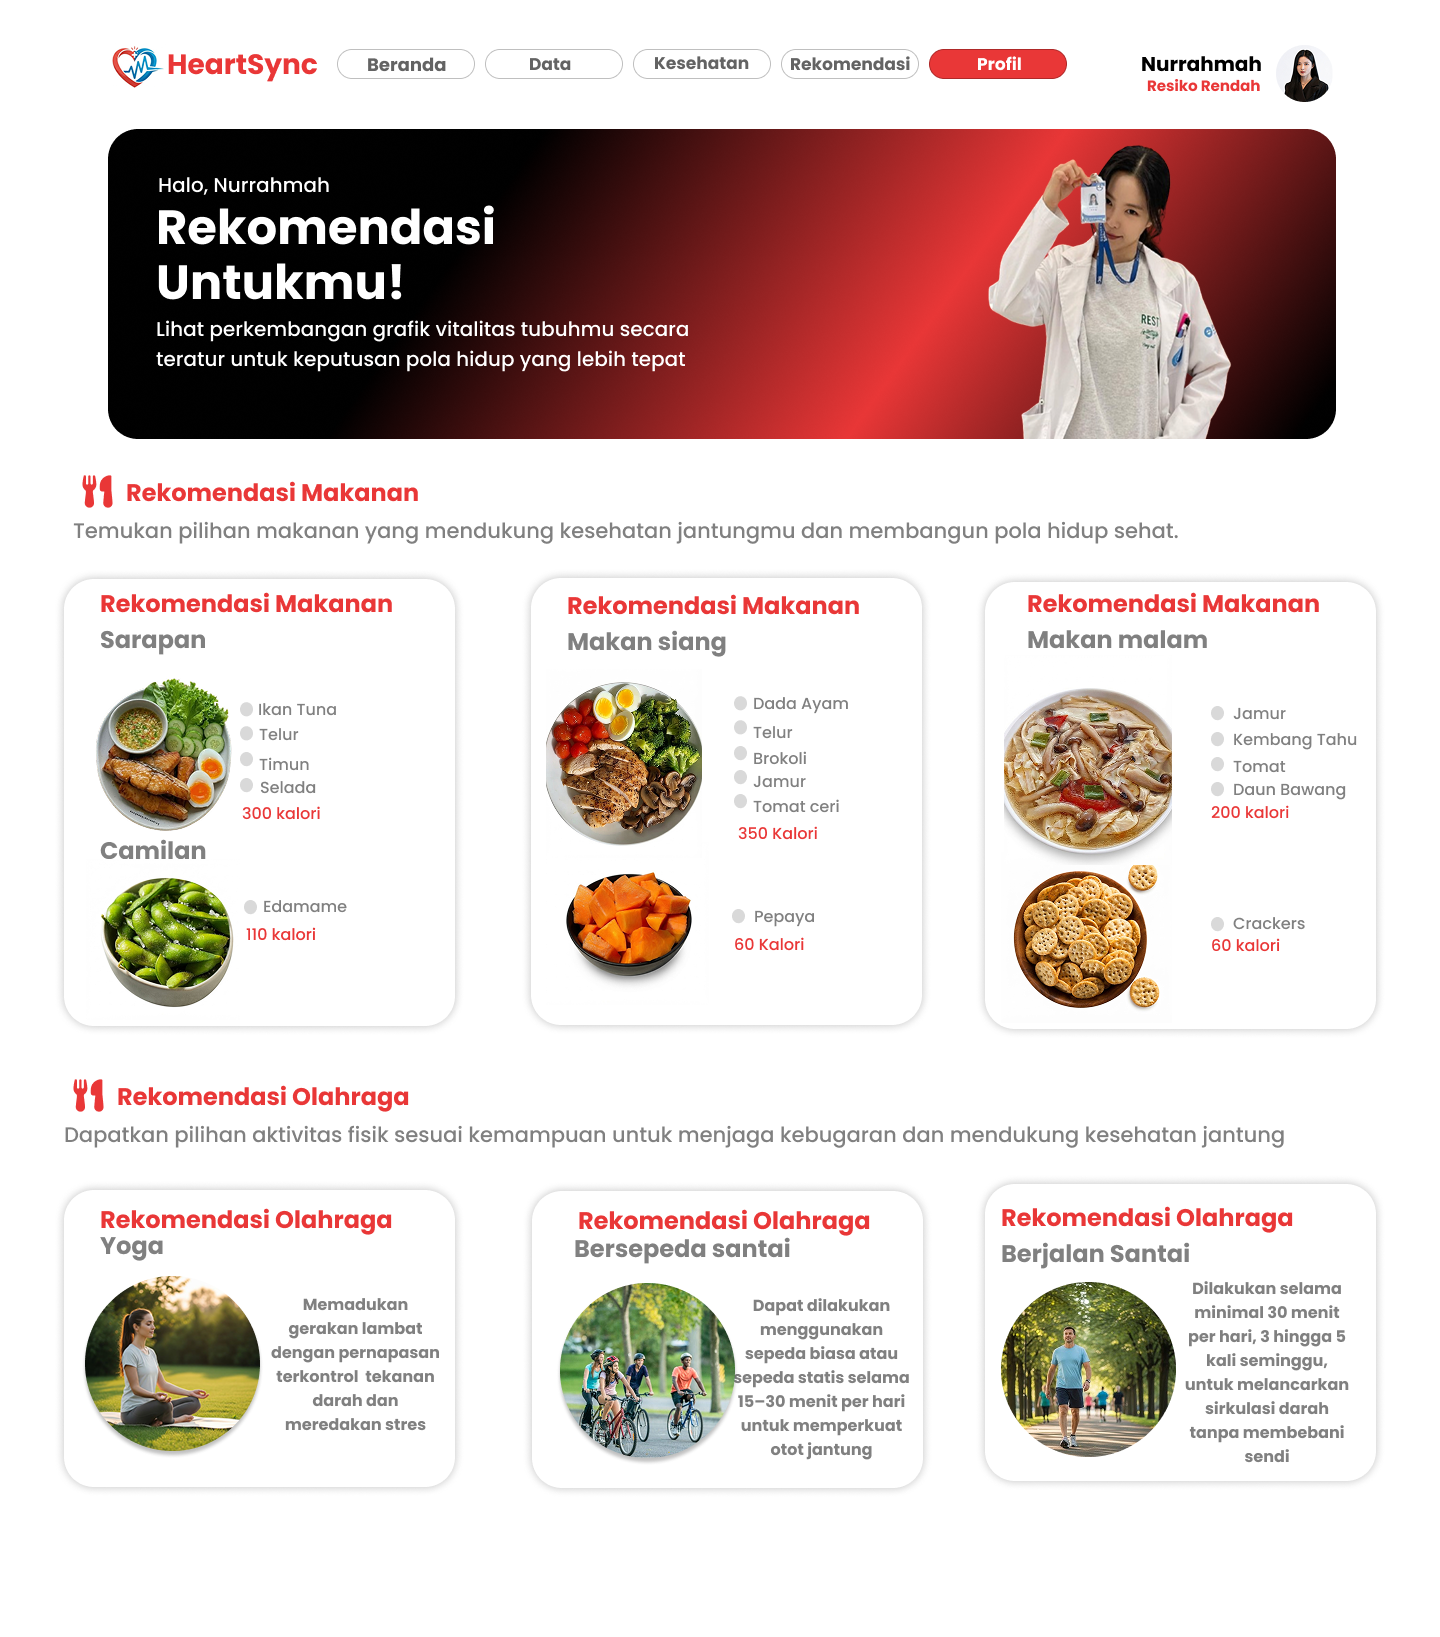 HeartSync
Beranda
Data
Kesehatan
Rekomendasi
Profil
Nurrahmah
Resiko Rendah
Halo, Nurrahmah
Rekomendasi
Untukmu!
Lihat perkembangan grafik vitalitas tubuhmu secara
teratur untuk keputusan pola hidup yang lebih tepat
REST
Rekomendasi Makanan
Temukan pilihan makanan yang mendukung kesehatan jantungmu dan membangun pola hidup sehat.
Rekomendasi Makanan
Sarapan
Ikan Tuna
Telur
Timun
Selada
300 kalori
Camilan
Edamame
110 kalori
Rekomendasi Makanan
Makan siang
Dada Ayam
Telur
Brokoli
Jamur
Tomat ceri
350 Kalori
Pepaya
60 Kalori
Rekomendasi Makanan
Makan malam
Jamur
Kembang Tahu
Tomat
Daun Bawang
200 kalori
Crackers
60 kalori
Rekomendasi Olahraga
Dapatkan pilihan aktivitas fisik sesuai kemampuan untuk menjaga kebugaran dan mendukung kesehatan jantung
Rekomendasi Olahraga
Yoga
Memadukan
gerakan lambat
dengan pernapasan
terkontrol tekanan
darah dan
meredakan stres
Rekomendasi Olahraga
Bersepeda santai
Dapat dilakukan
menggunakan
sepeda biasa atau
sepeda statis selama
15–30 menit per hari
untuk memperkuat
otot jantung
Rekomendasi Olahraga
Berjalan Santai
Dilakukan selama
minimal 30 menit
per hari, 3 hingga 5
kali seminggu,
untuk melancarkan
sirkulasi darah
tanpa membebani
sendi